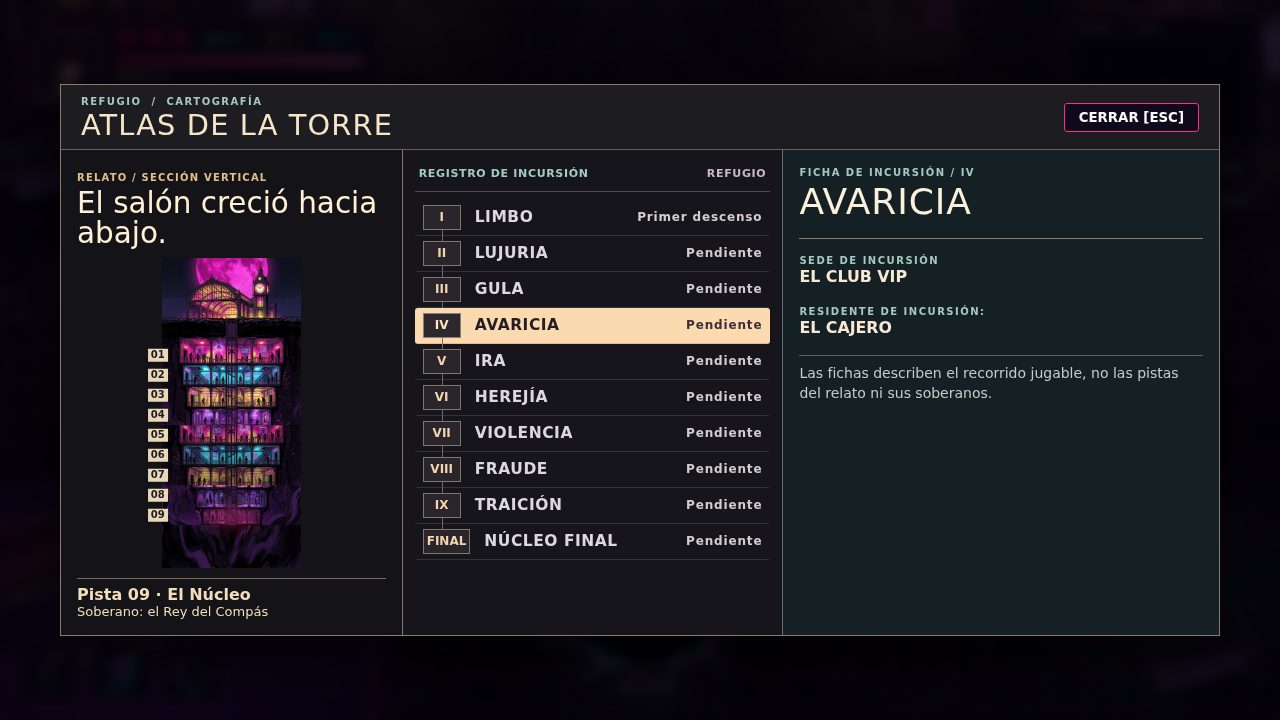 REFUGIO / CARTOGRAFÍA
ATLAS DE LA TORRE
CERRAR [ESC]
RELATO / SECCIÓN VERTICAL
El salón creció hacia
abajo.
01
02
03
04
05
06
07
08
09
Pista 09 · El Núcleo
Soberano: el Rey del Compás
REGISTRO DE INCURSIÓN REFUGIO
I LIMBO Primer descenso
II LUJURIA Pendiente
III GULA Pendiente
IV AVARICIA Pendiente
V IRA Pendiente
VI HEREJÍA Pendiente
VII VIOLENCIA Pendiente
VIII FRAUDE Pendiente
IX TRAICIÓN Pendiente
FINAL NÚCLEO FINAL Pendiente
FICHA DE INCURSIÓN / IV
AVARICIA
SEDE DE INCURSIÓN
EL CLUB VIP
RESIDENTE DE INCURSIÓN:
EL CAJERO
Las fichas describen el recorrido jugable, no las pistas
del relato ni sus soberanos.